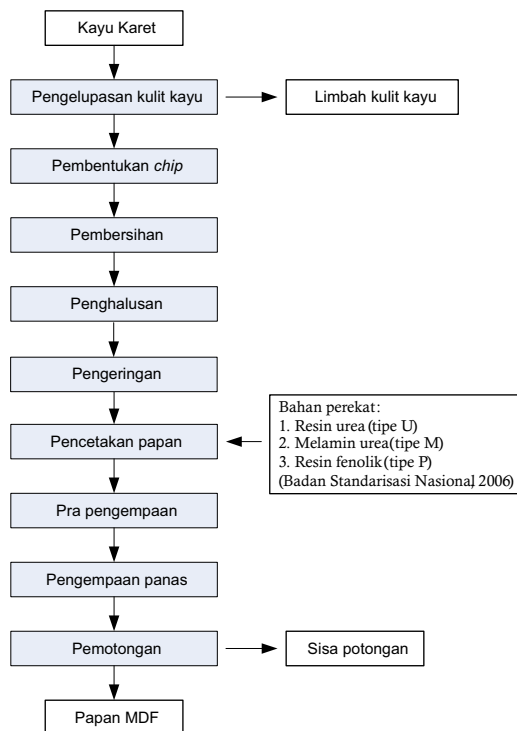 Kayu Karet
Pengelupasan kulit kayu
Limbah kulit kayu
Pembentukan chip
Pembersihan
Penghalusan
Pengeringan
Pencetakan papan
Bahan perekat:
1. Resin urea (tipe U)
2. Melamin urea(tipe M)
3. Resin fenolik (tipe P)
(Badan Standarisasi Nasional, 2006)
Pra pengempaan
Pengempaan panas
Pemotongan
Sisa potongan
Papan MDF